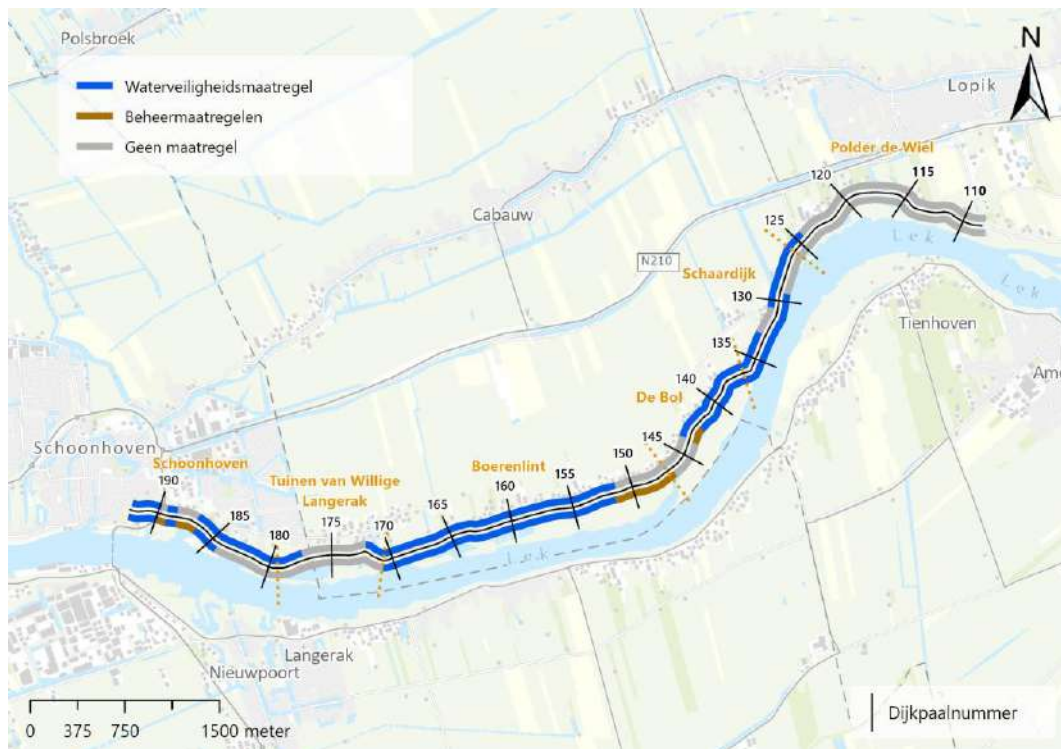 Polsbroek
Waterveiligheidsmaatregel
Beheermaatregelen
Geen maatregel
N
Lopik
Polder de Wiel
120
115
110
Cabauw
125
Lek
Lek
N210
Schaardijk
130
Tienhoven
135
Ame
140
De Bol
145
Schoonhoven
Schoonhoven
190
Tuinen van Willige
Langerak
Boerenlint
150
155
160
165
185
180
175
170
Lek
Langerak
Nieuwpoort
0 375 750 1500 meter
Dijkpaalnummer